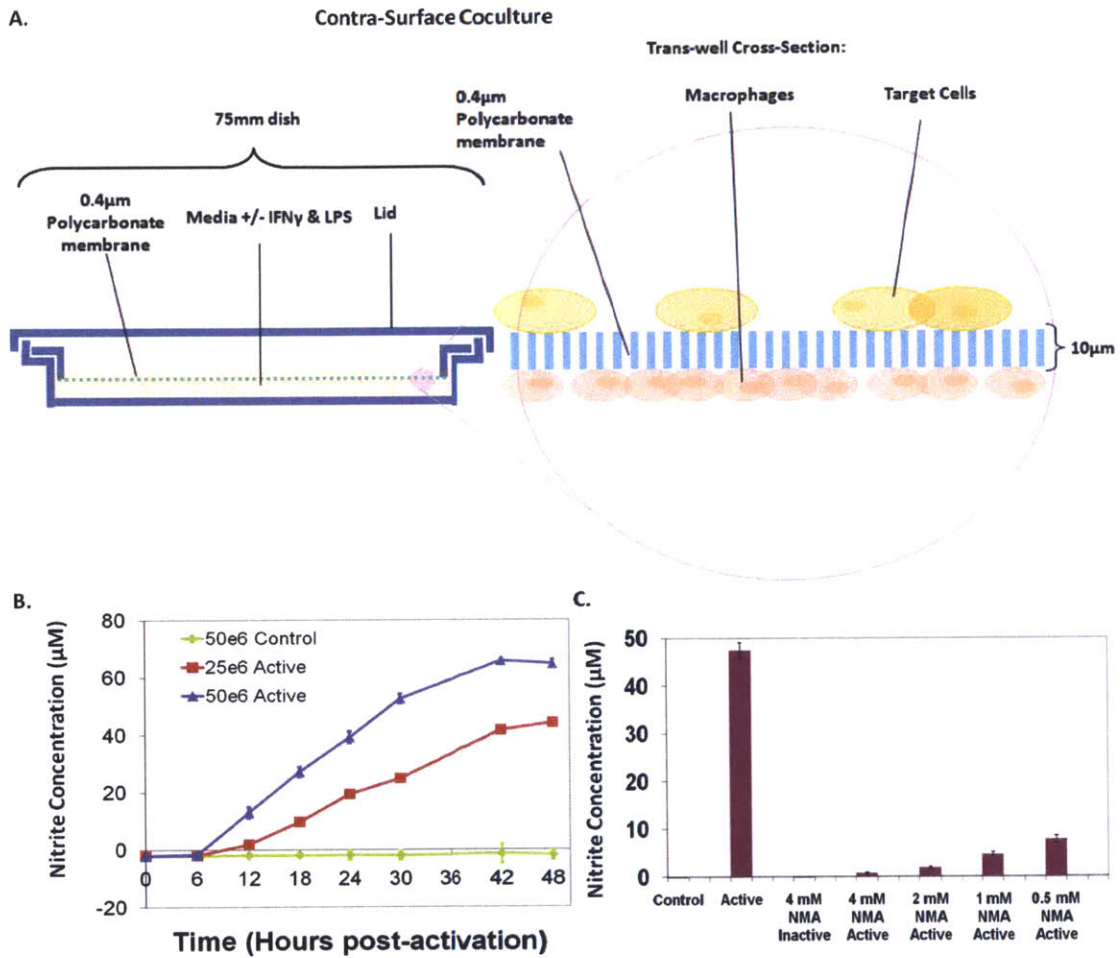 A.
Contra-Surface Coculture
Trans-well Cross-Section:
75mm dish
0.4µm
Polycarbonate
membrane
Media +/- IFNγ & LPS
Lid
0.4µm
Polycarbonate
membrane
Macrophages
Target Cells
10µm
B.
Nitrite Concentration (µM)
80
60
40
20
0
-20
50e6 Control
25e6 Active
50e6 Active
0 6 12 18 24 30 36 42 48
Time (Hours post-activation)
C.
Nitrite Concentration (µM)
50
40
30
20
10
0
Control
Active
4 mM
NMA
Inactive
4 mM
NMA
Active
2 mM
NMA
Active
1 mM
NMA
Active
0.5 mM
NMA
Active